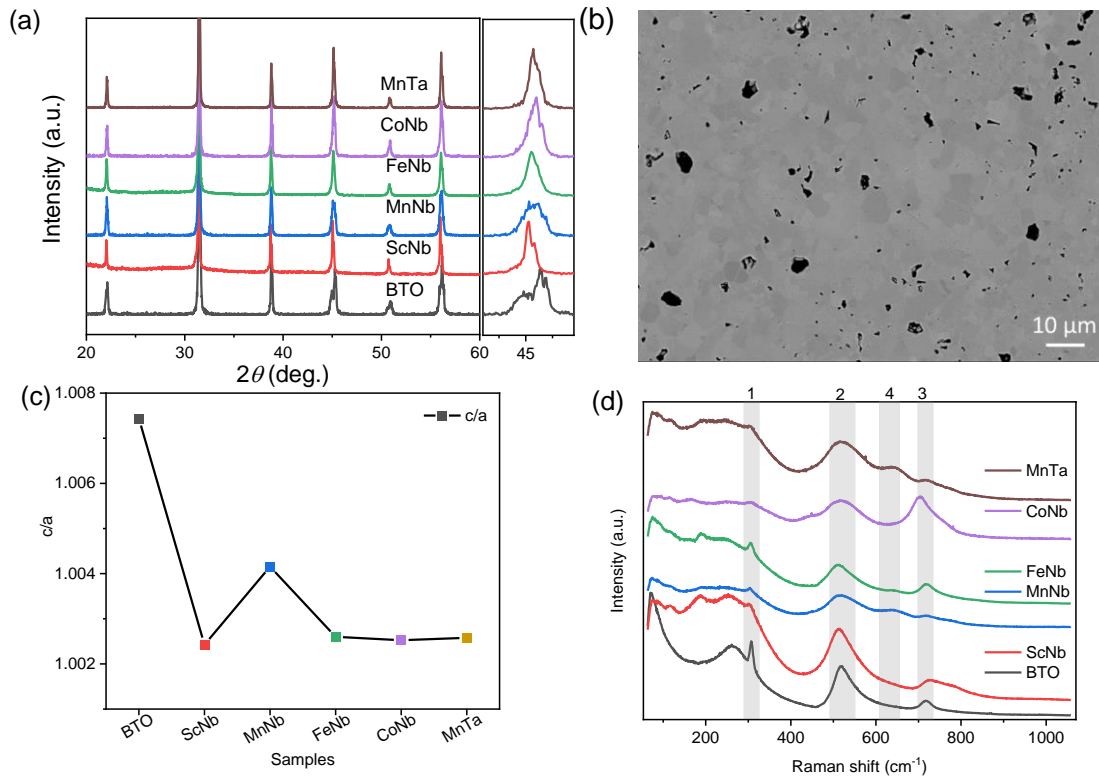 (a)
Intensity (a.u.)
MnTa
CoNb
FeNb
MnNb
ScNb
BTO
20 30 40 50 60 45
2θ (deg.)
(b)
10 μm
(c)
c/a
1.008
1.006
1.004
1.002
c/a
BTO ScNb MnNb FeNb CoNb MnTa
Samples
(d)
1 2 4 3
Intensity (a.u.)
MnTa
CoNb
FeNb
MnNb
ScNb
BTO
200 400 600 800 1000
Raman shift (cm⁻¹)